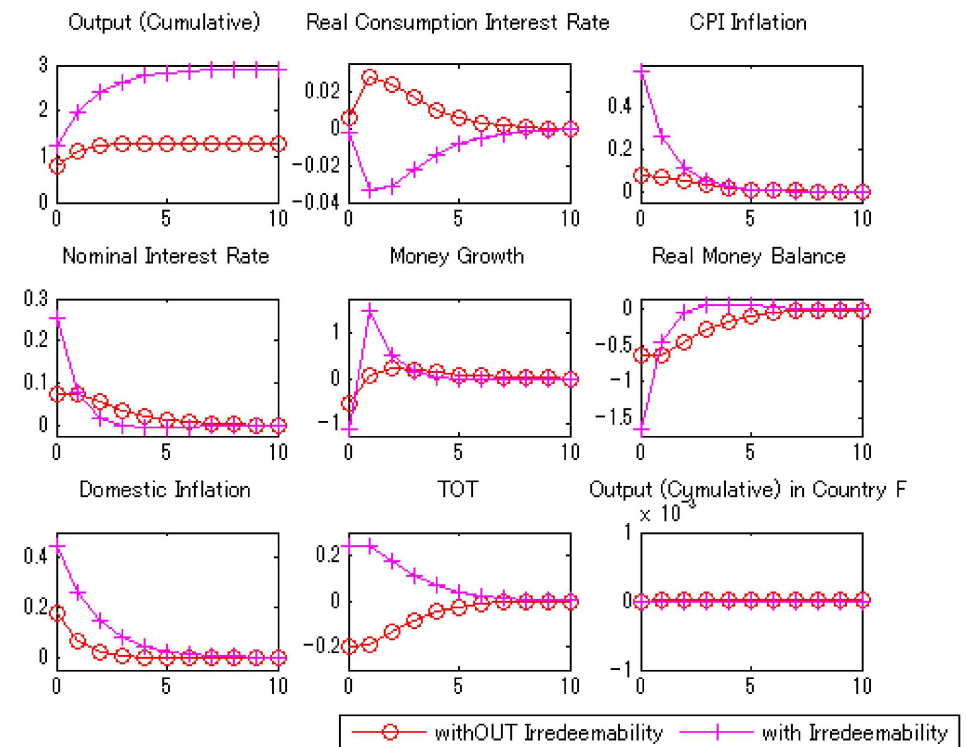 Output (Cumulative) Real Consumption Interest Rate CPI Inflation
3
2
1
0
0 5 10
0.02
0
−0.02
−0.04
0 5 10
0.4
0.2
0
0 5 10
Nominal Interest Rate Money Growth Real Money Balance
0.3
0.2
0.1
0
0 5 10
1
0
−1
0 5 10
0
−0.5
−1
−1.5
0 5 10
Domestic Inflation TOT Output (Cumulative) in Country F
0.4
0.2
0
0 5 10
0.2
0
−0.2
0 5 10
x 10⁻³
1
0
−1
0 5 10
withOUT Irredeemability with Irredeemability